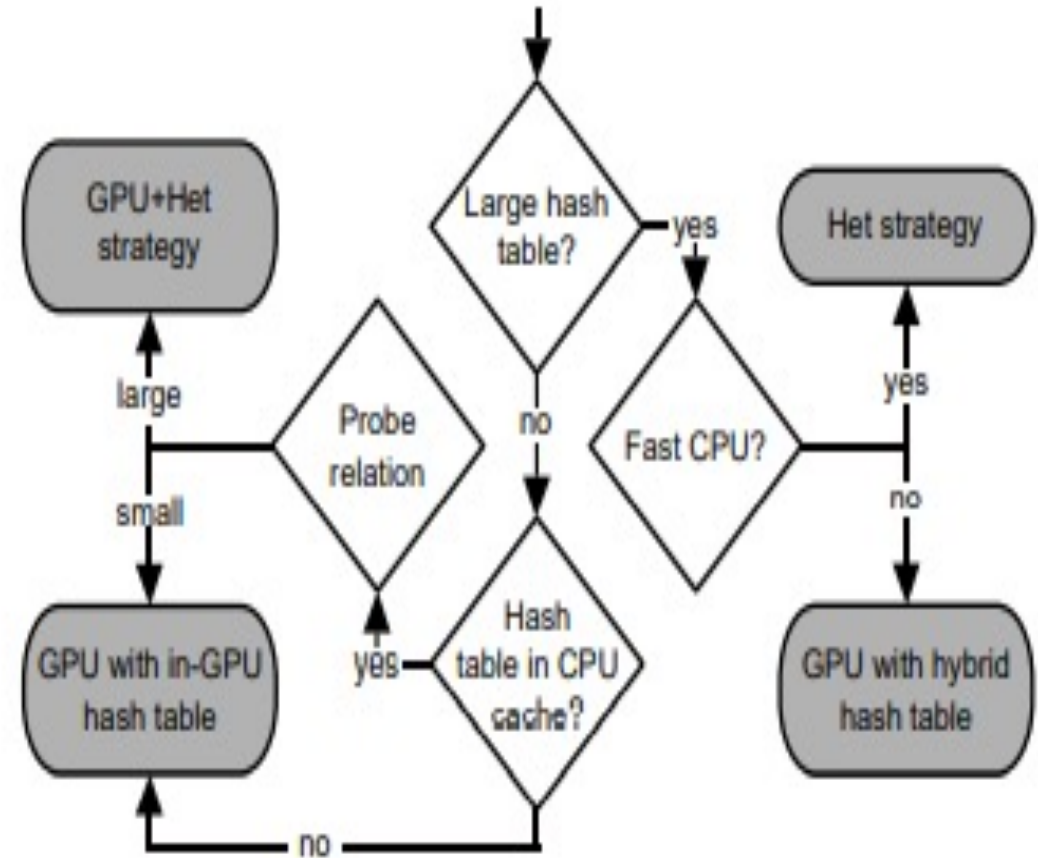 Large hash
table?
yes
no
GPU+Het
strategy
Het strategy
large
Probe
relation
small
Fast CPU?
yes
no
Hash
table in CPU
cache?
yes
no
GPU with in-GPU
hash table
GPU with hybrid
hash table